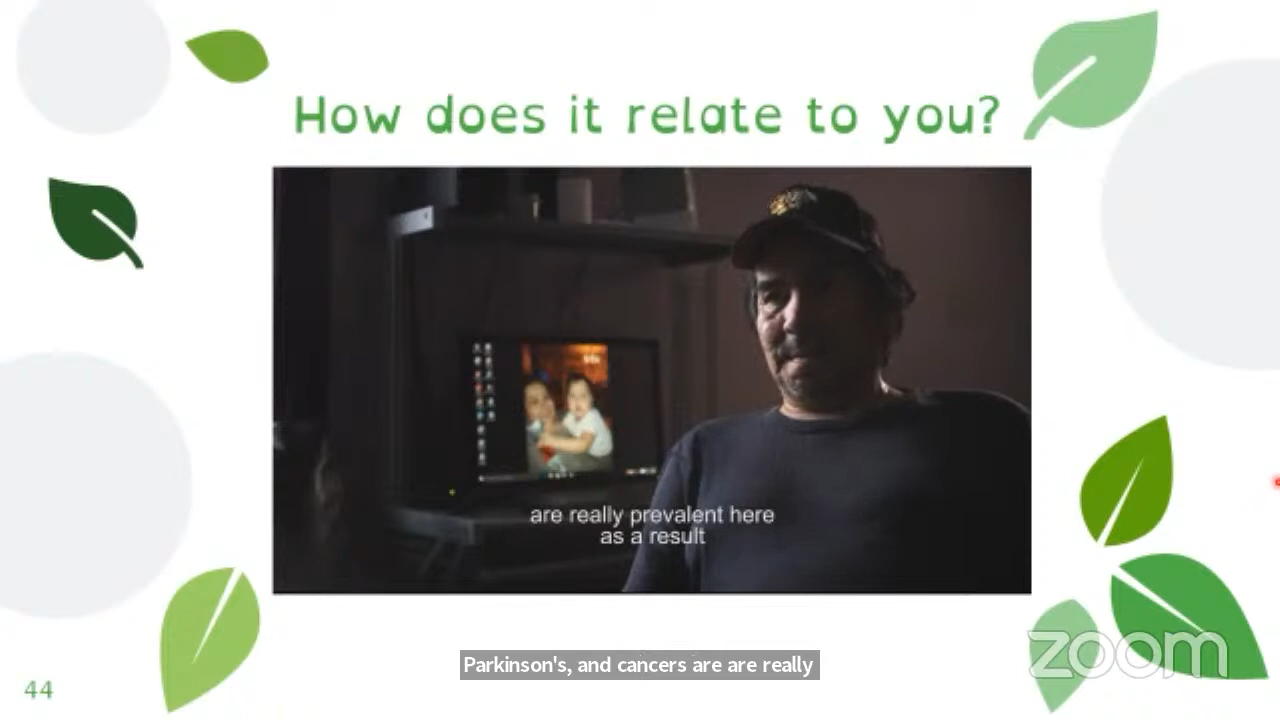 How does it relate to you?
are really prevalent here
as a result
Parkinson's, and cancers are are really
zoom
44